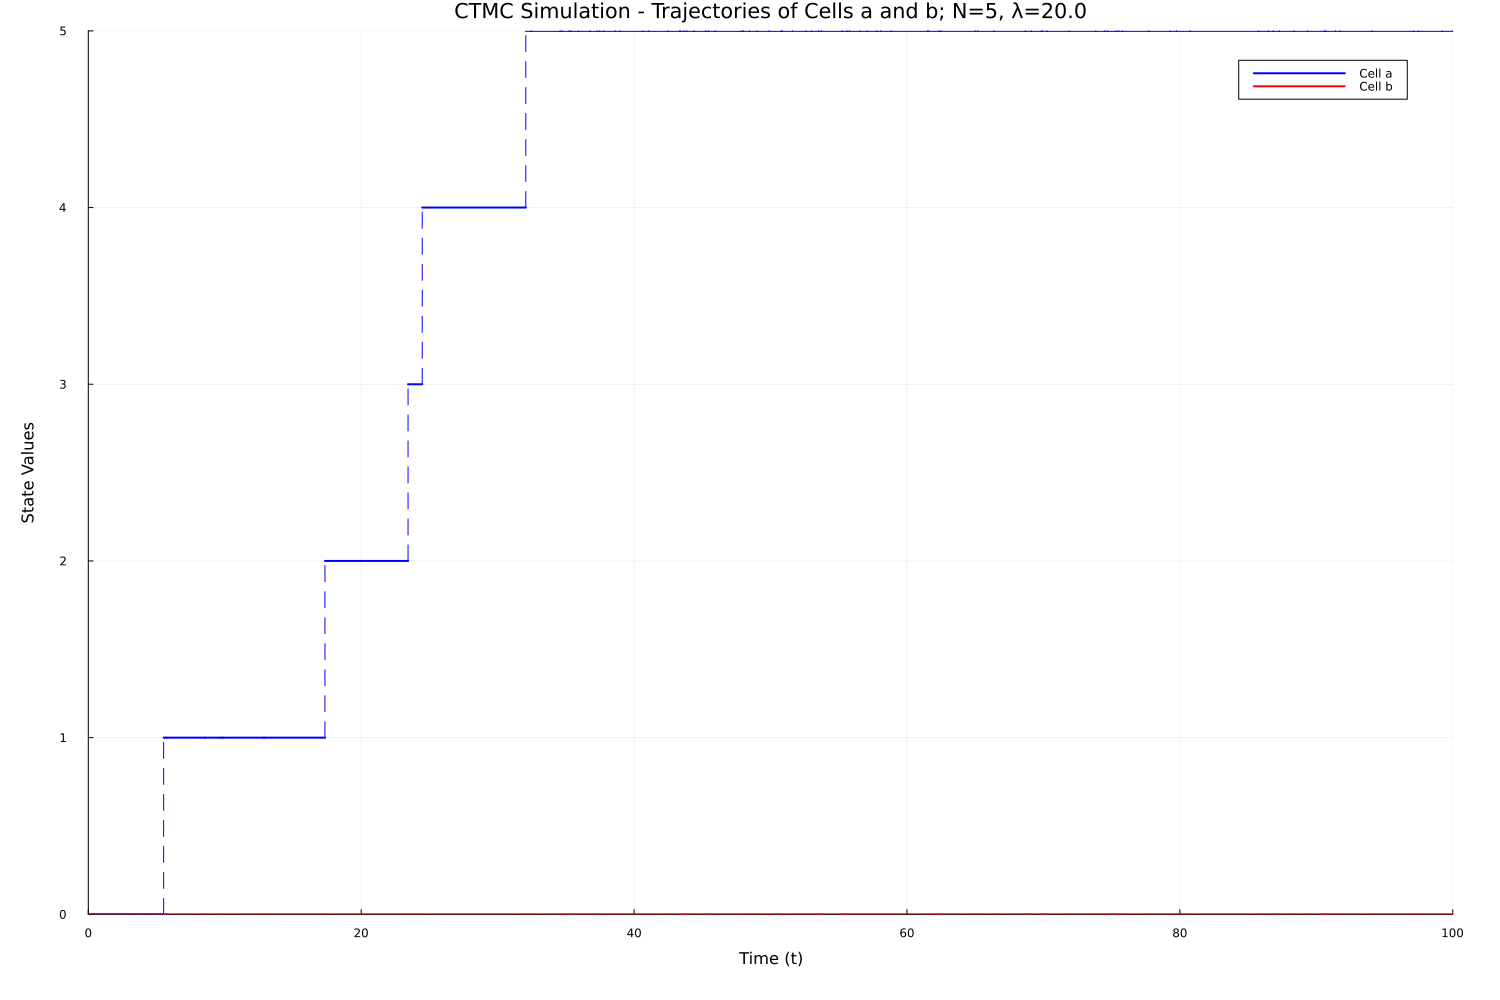 CTMC Simulation - Trajectories of Cells a and b; N=5, λ=20.0
5
Cell a
Cell b
4
3
State Values
2
1
0
0 20 40 60 80 100
Time (t)